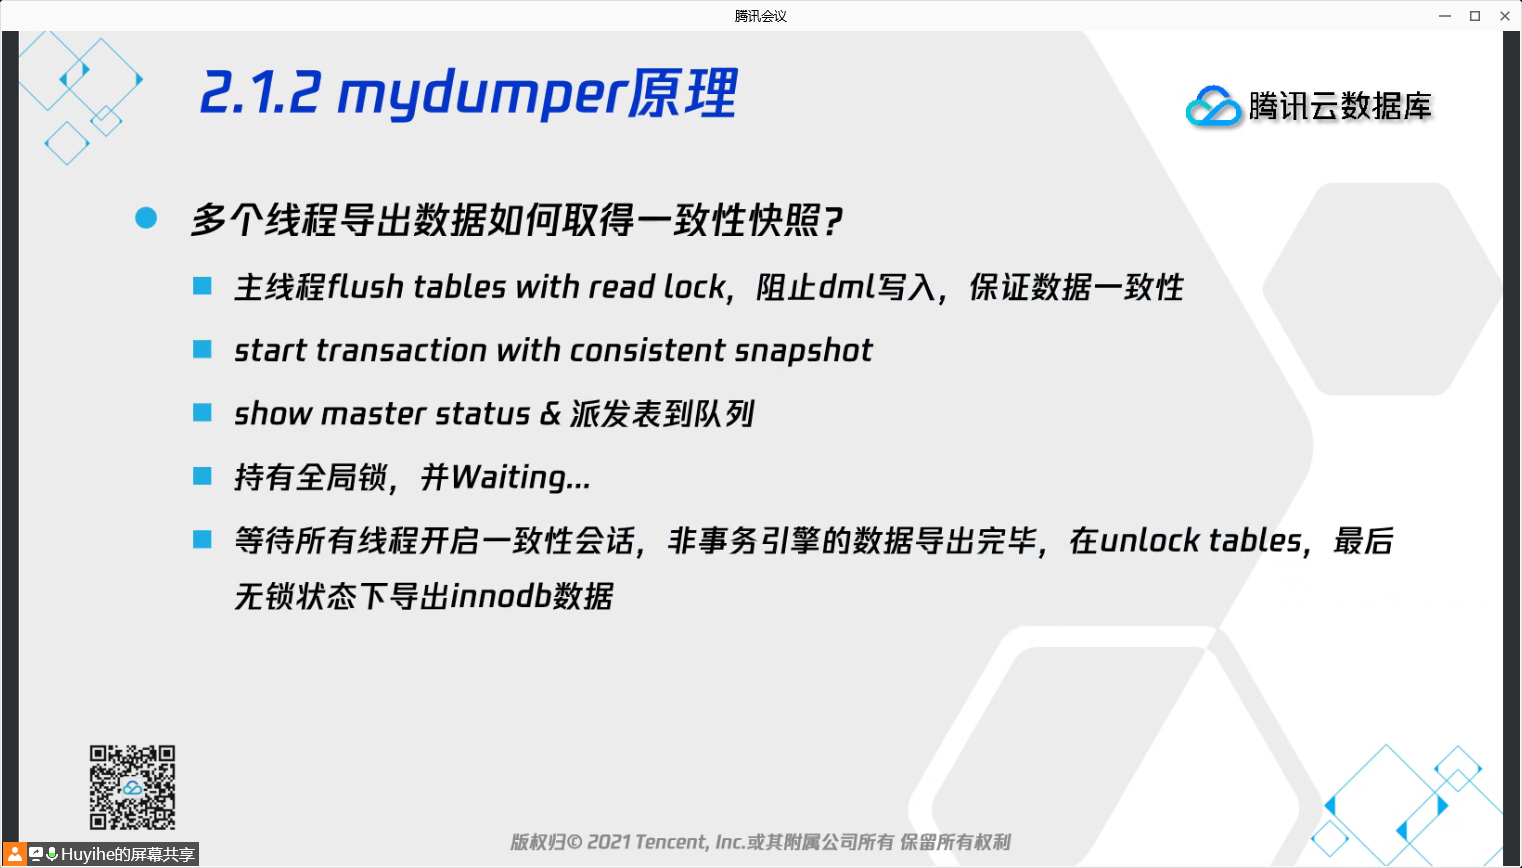 腾讯会议
2.1.2 mydumper原理
腾讯云数据库
多个线程导出数据如何取得一致性快照？
主线程flush tables with read lock，阻止dml写入，保证数据一致性
start transaction with consistent snapshot
show master status & 派发表到队列
持有全局锁，并Waiting...
等待所有线程开启一致性会话，非事务引擎的数据导出完毕，在unlock tables，最后
无锁状态下导出innodb数据
版权归© 2021 Tencent, Inc.或其附属公司所有 保留所有权利
Huyihe的屏幕共享